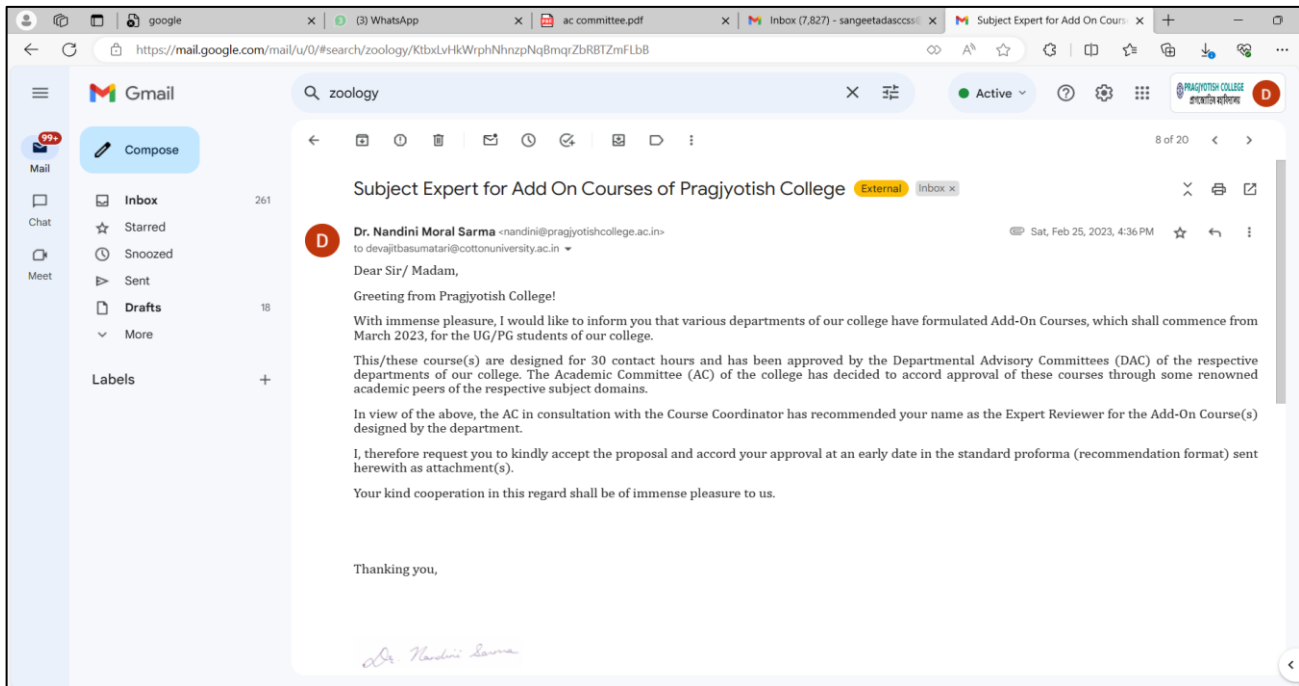 google
(3) WhatsApp
ac committee.pdf
Inbox (7,827) - sangeetadasccss
Subject Expert for Add On Cours
https://mail.google.com/mail/u/0/#search/zoology/KtbxLvHkWrphNhnzpNqBmqrZbRBTZmFLbB
Gmail
zoology
Active
PRAGJYOTISH COLLEGE
D
99+
Mail
Compose
8 of 20
Chat
Meet
Inbox 261
Starred
Snoozed
Sent
Drafts 18
More
Labels
Subject Expert for Add On Courses of Pragjyotish College External Inbox x
D
Dr. Nandini Moral Sarma <nandini@pragjyotishcollege.ac.in> Sat, Feb 25, 2023, 4:36 PM
to devajitbasumatari@cottonuniversity.ac.in
Dear Sir/ Madam,
Greeting from Pragjyotish College!
With immense pleasure, I would like to inform you that various departments of our college have formulated Add-On Courses, which shall commence from
March 2023, for the UG/PG students of our college.
This/these course(s) are designed for 30 contact hours and has been approved by the Departmental Advisory Committees (DAC) of the respective
departments of our college. The Academic Committee (AC) of the college has decided to accord approval of these courses through some renowned
academic peers of the respective subject domains.
In view of the above, the AC in consultation with the Course Coordinator has recommended your name as the Expert Reviewer for the Add-On Course(s)
designed by the department.
I, therefore request you to kindly accept the proposal and accord your approval at an early date in the standard proforma (recommendation format) sent
herewith as attachment(s).
Your kind cooperation in this regard shall be of immense pleasure to us.
Thanking you,
Dr. Nandini Sarma